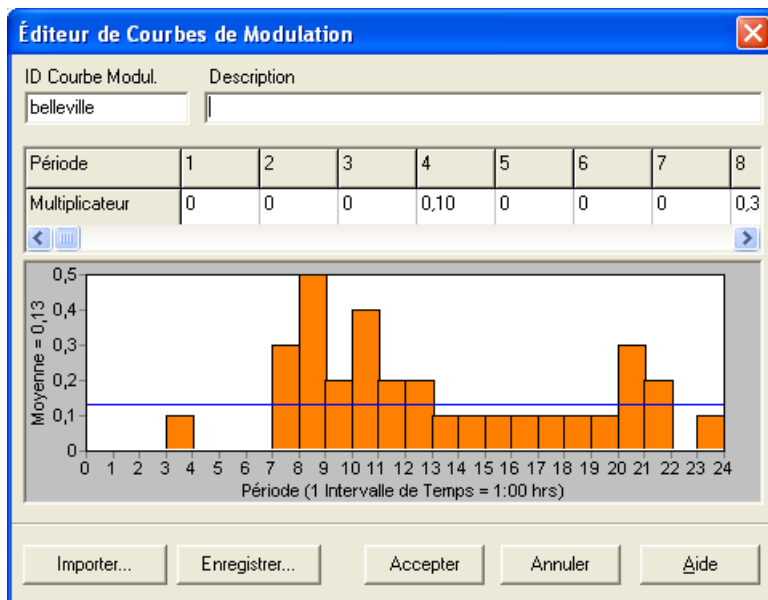 Éditeur de Courbes de Modulation
ID Courbe Modul. Description
belleville
Période 1 2 3 4 5 6 7 8
Multiplicateur 0 0 0 0,10 0 0 0 0,3
0,5
0,4
0,3
0,2
0,1
0
Moyenne = 0,13
0 1 2 3 4 5 6 7 8 9 10 11 12 13 14 15 16 17 18 19 20 21 22 23 24
Période (1 Intervalle de Temps = 1:00 hrs)
Importer... Enregistrer... Accepter Annuler Aide